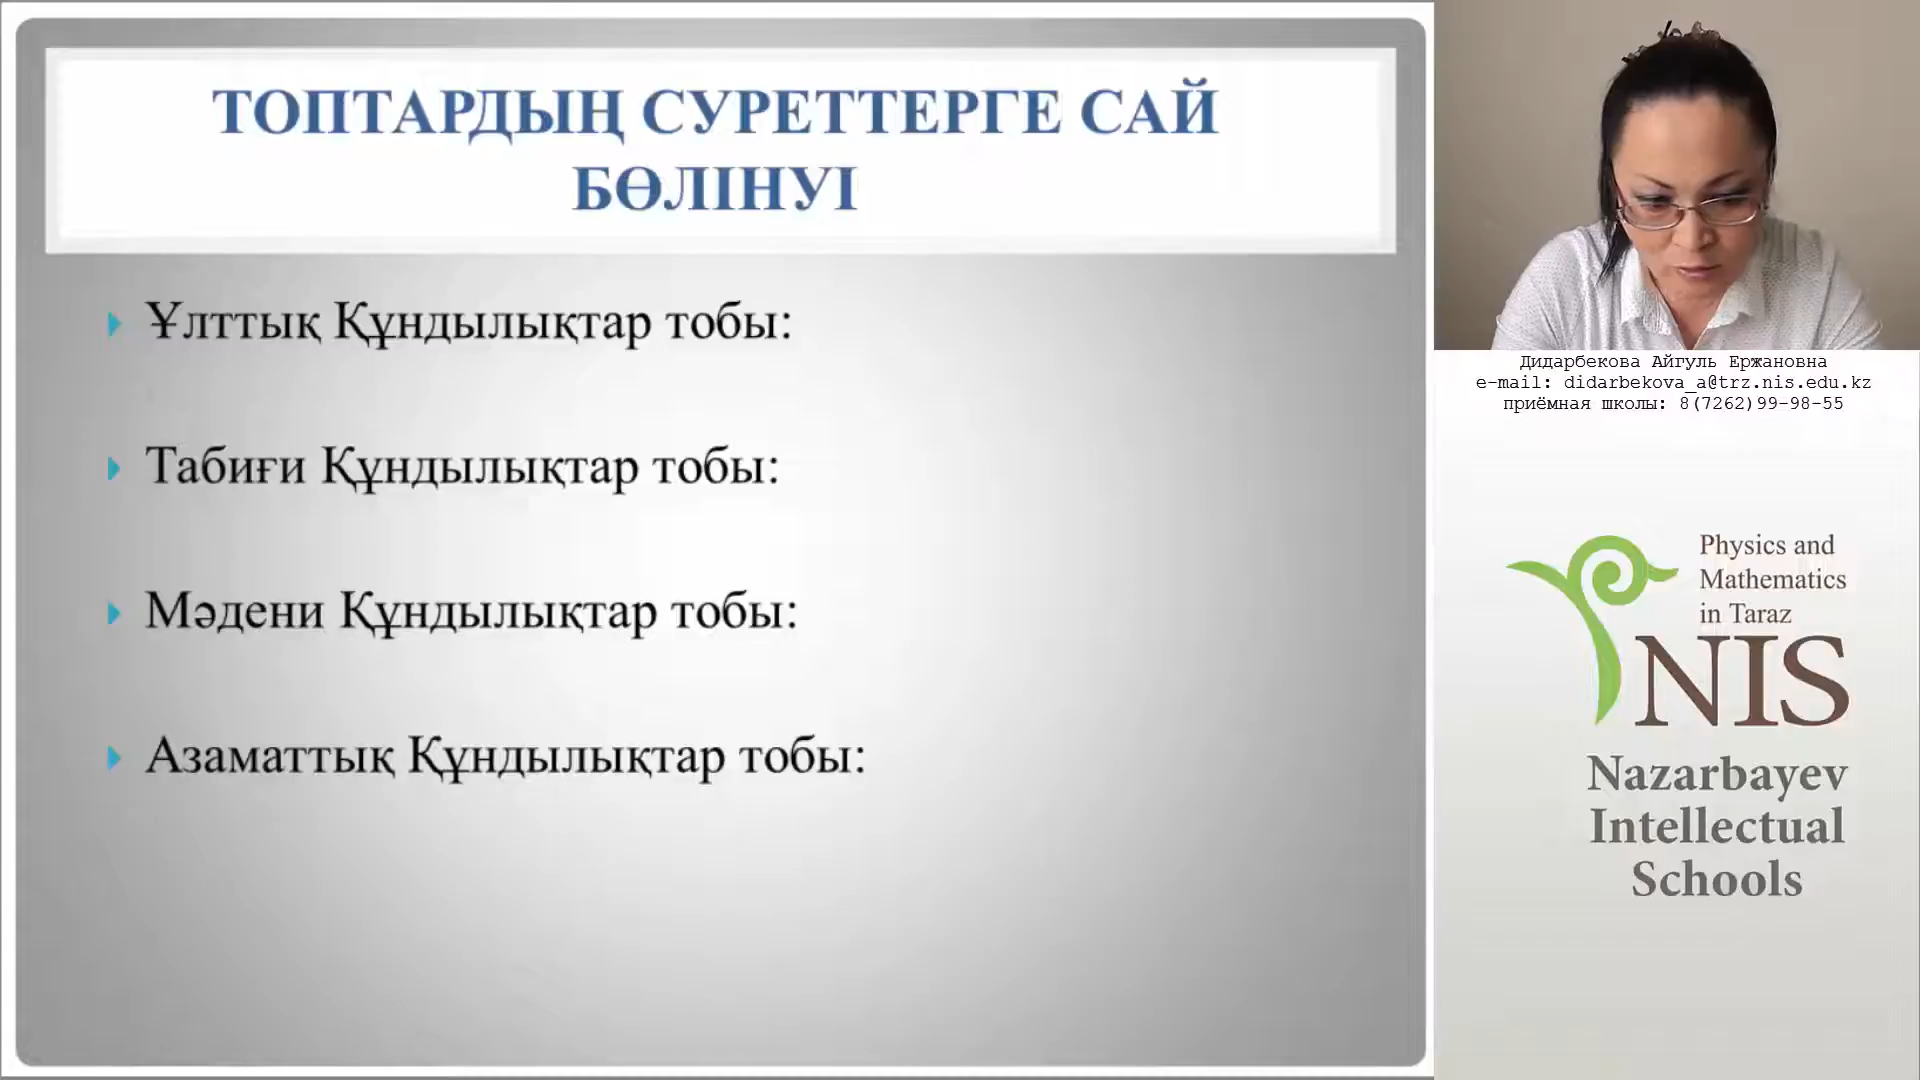 ТОПТАРДЫҢ СУРЕТТЕРГЕ САЙ
БӨЛІНУІ
Ұлттық Құндылықтар тобы:
Табиғи Құндылықтар тобы:
Мәдени Құндылықтар тобы:
Азаматтық Құндылықтар тобы:
Дидарбекова Айгуль Ержановна
e-mail: didarbekova_a@trz.nis.edu.kz
приёмная школы: 8(7262)99-98-55
Physics and
Mathematics
in Taraz
NIS
Nazarbayev
Intellectual
Schools